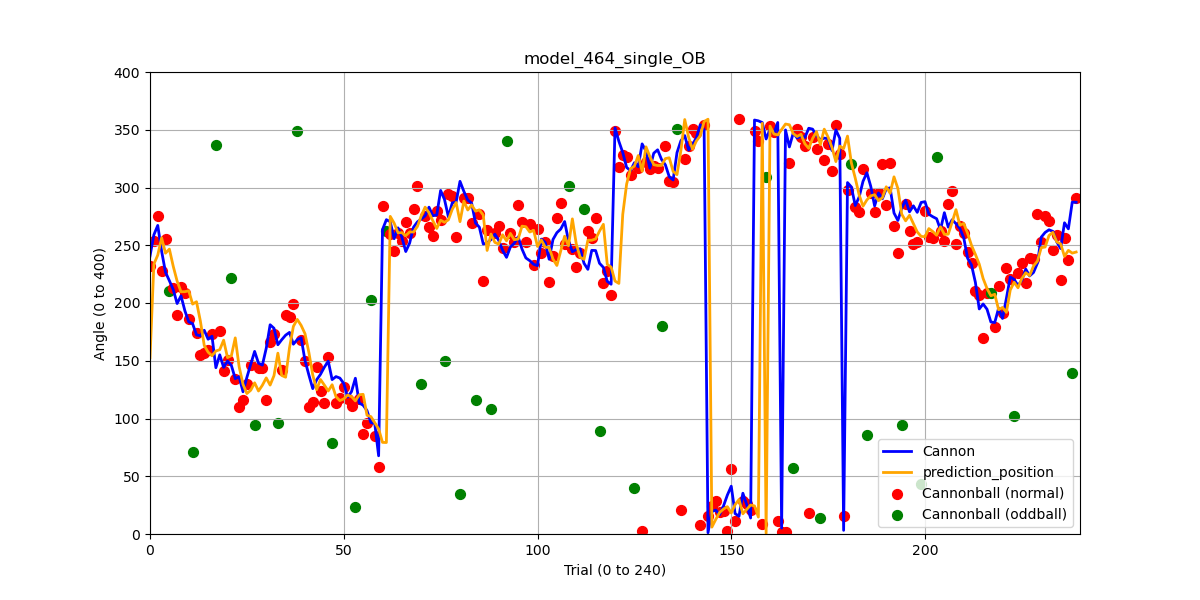 model_464_single_OB
Angle (0 to 400)
400
350
300
250
200
150
100
50
0
0 50 100 150 200
Trial (0 to 240)
Cannon
prediction_position
Cannonball (normal)
Cannonball (oddball)